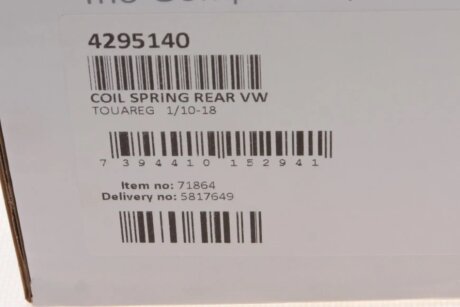 4295140
COIL SPRING REAR VW
TOUAREG 1/10-18
7 394410 152941
Item no: 71864
Delivery no: 5817649